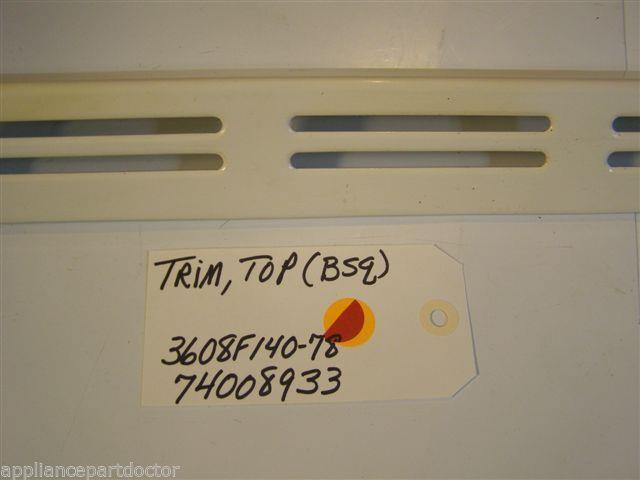 TRIM, TOP (BSQ)
3608F140-78
74008933
appliancepartdoctor